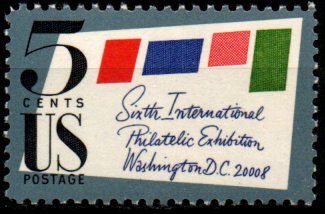 5
CENTS
US
POSTAGE
Sixth International
Philatelic Exhibition
Washington D.C. 20008